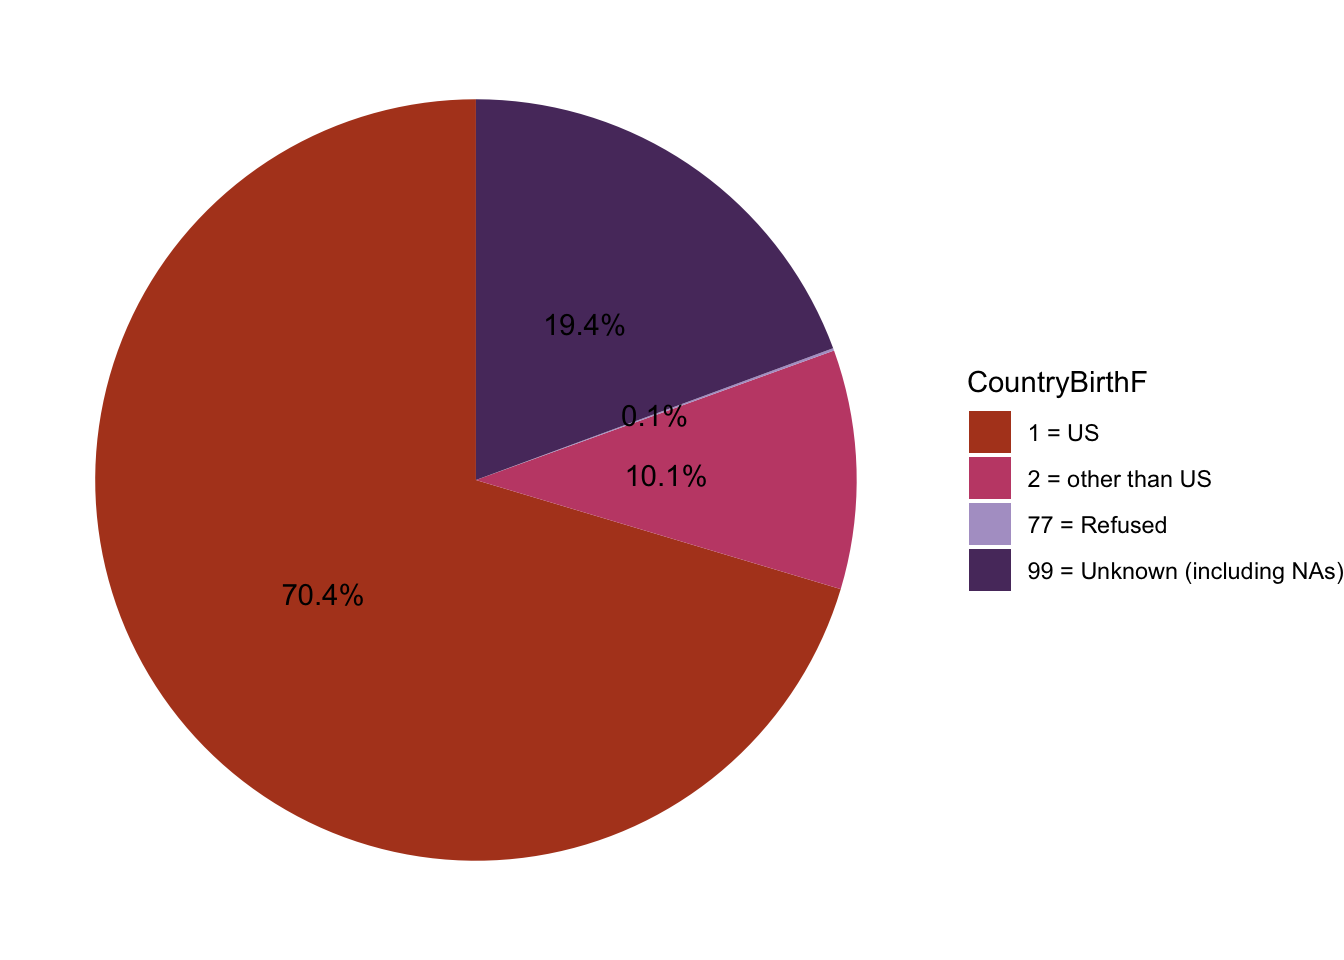 19.4%
0.1%
10.1%
70.4%
CountryBirthF
1 = US
2 = other than US
77 = Refused
99 = Unknown (including NAs)